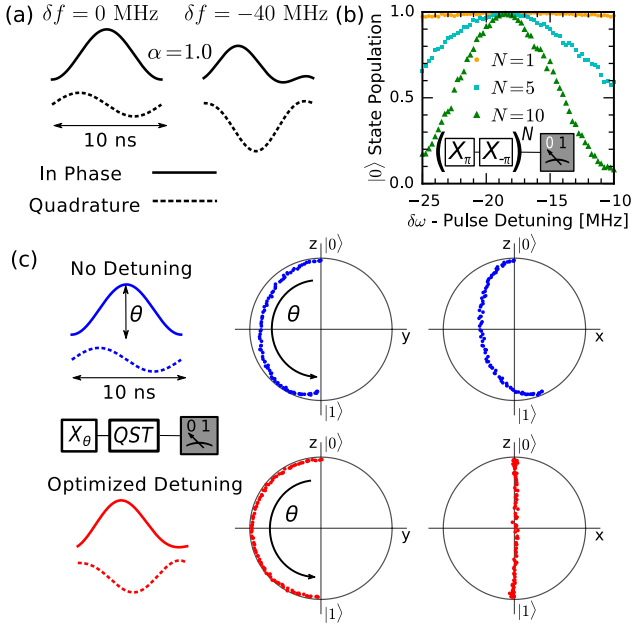 (a)
δf = 0 MHz
δf = −40 MHz
α=1.0
10 ns
In Phase
Quadrature
(b)
|0⟩ State Population
1.0
0.5
0.0
N=1
N=5
N=10
(X_π X_-π)^N 0 1
−25 −20 −15 −10
δω - Pulse Detuning [MHz]
(c)
No Detuning
θ
10 ns
X_θ QST 0 1
Optimized Detuning
z |0⟩
θ
y
|1⟩
z |0⟩
x
|1⟩
z |0⟩
θ
y
|1⟩
z |0⟩
x
|1⟩